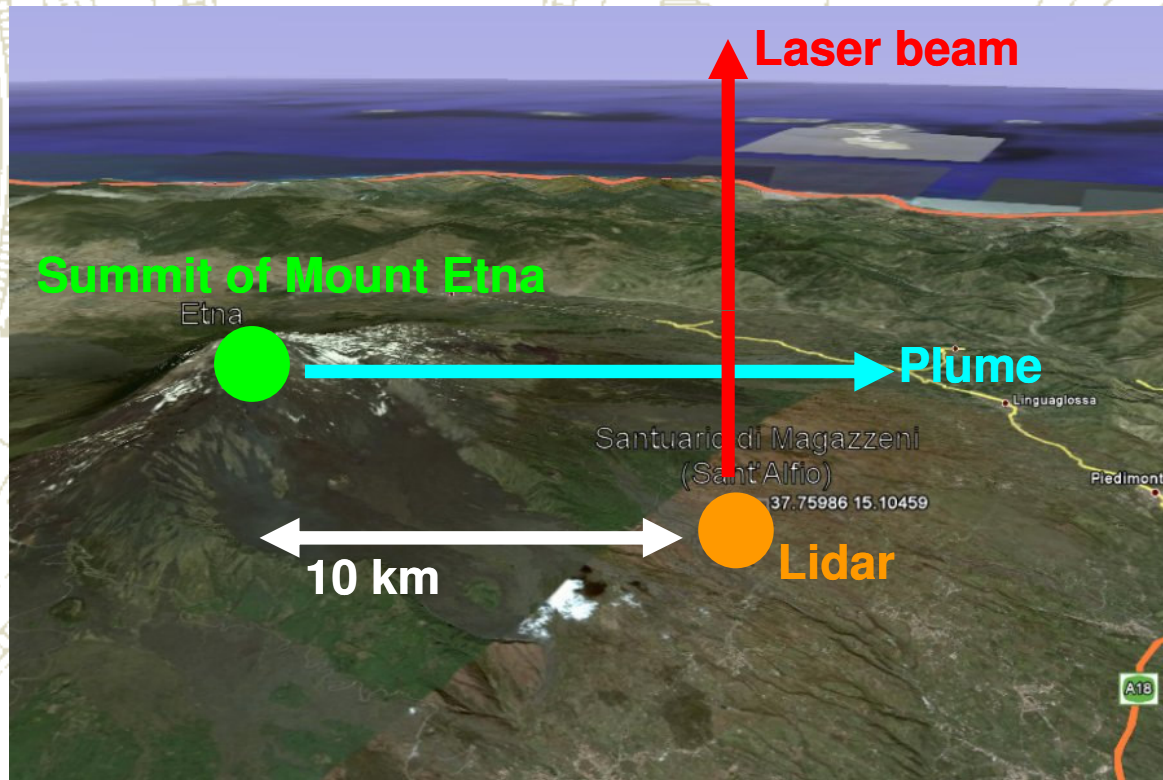 Laser beam
Summit of Mount Etna
Etna
Plume
Linguaglossa
Santuario di Magazzeni
(Sant'Alfio)
Piedimont
37.75986 15.10459
Lidar
10 km
A18